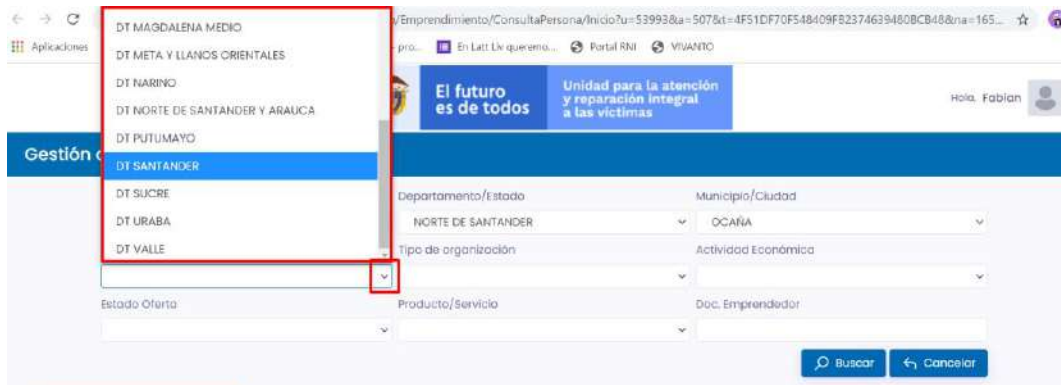 DT MAGDALENA MEDIO
/Emprendimiento/ConsultaPersona/Inicio?u=53993&a=507&t=4F51DF70F548409FB2374639480BCB48&na=165...
Aplicaciones
pro... En Latt Liv queremo... Portal RNI VIVANTO
DT META Y LLANOS ORIENTALES
DT NARINO
DT NORTE DE SANTANDER Y ARAUCA
DT PUTUMAYO
DT SANTANDER
DT SUCRE
DT URABA
DT VALLE
El futuro
es de todos
Unidad para la atención
y reparación integral
a las víctimas
Hola, Fabian
Gestión
Departamento/Estado Municipio/Ciudad
NORTE DE SANTANDER OCAÑA
Tipo de organización Actividad Económica
Estado Oferta Producto/Servicio Doc. Emprendedor
Buscar Cancelar